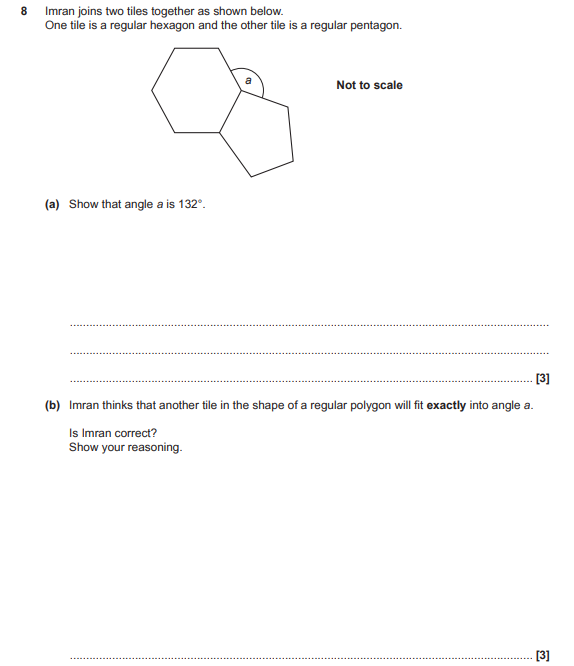 8 Imran joins two tiles together as shown below.
One tile is a regular hexagon and the other tile is a regular pentagon.
a
Not to scale
(a) Show that angle a is 132°.
[3]
(b) Imran thinks that another tile in the shape of a regular polygon will fit exactly into angle a.
Is Imran correct?
Show your reasoning.
[3]